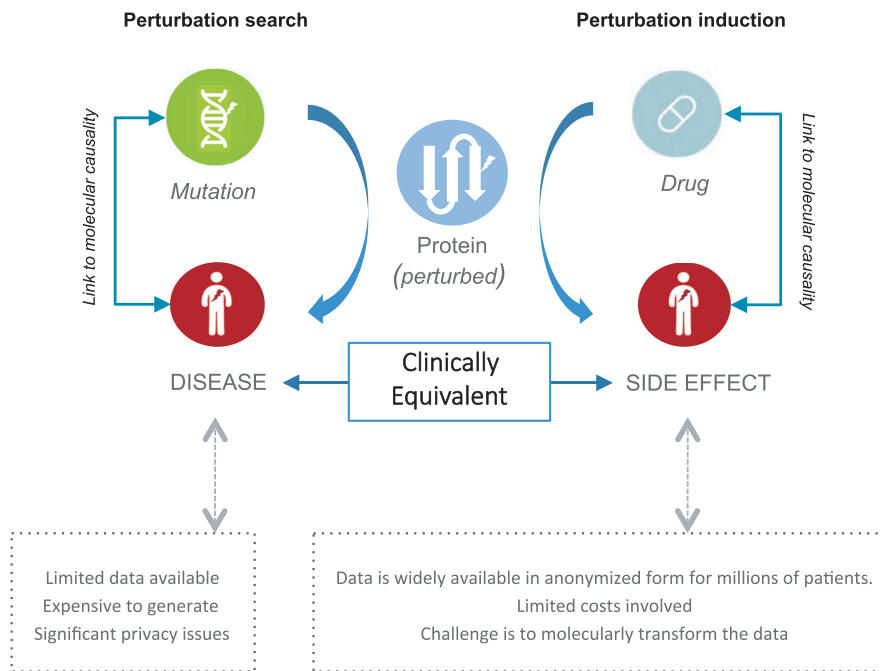 Perturbation search
Perturbation induction
Link to molecular causality
Mutation
Protein
(perturbed)
Drug
Link to molecular causality
DISEASE
Clinically
Equivalent
SIDE EFFECT
Limited data available
Expensive to generate
Significant privacy issues
Data is widely available in anonymized form for millions of patients.
Limited costs involved
Challenge is to molecularly transform the data